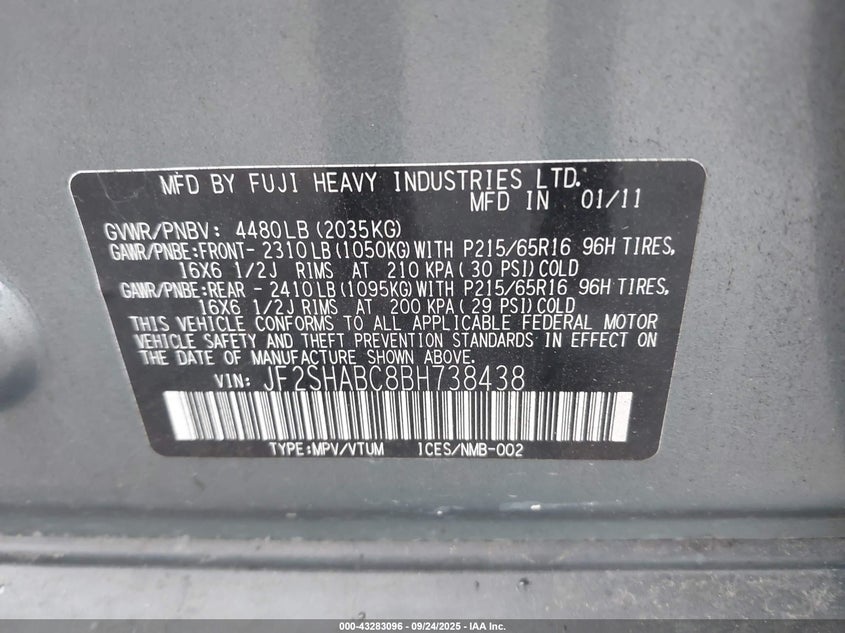 MFD BY FUJI HEAVY INDUSTRIES LTD.
MFD IN 01/11
GVWR/PNBV: 4480LB (2035KG)
GAWR/PNBE:FRONT- 2310LB (1050KG) WITH P215/65R16 96H TIRES,
16X6 1/2J RIMS AT 210 KPA (30 PSI) COLD
GAWR/PNBE:REAR - 2410LB (1095KG) WITH P215/65R16 96H TIRES,
16X6 1/2J RIMS AT 200 KPA (29 PSI) COLD
THIS VEHICLE CONFORMS TO ALL APPLICABLE FEDERAL MOTOR
VEHICLE SAFETY AND THEFT PREVENTION STANDARDS IN EFFECT ON
THE DATE OF MANUFACTURE SHOWN ABOVE.
VIN: JF2SHABC8BH738438
TYPE:MPV/VTUM ICES/NMB-002
000-43283096 - 09/24/2025 - IAA Inc.